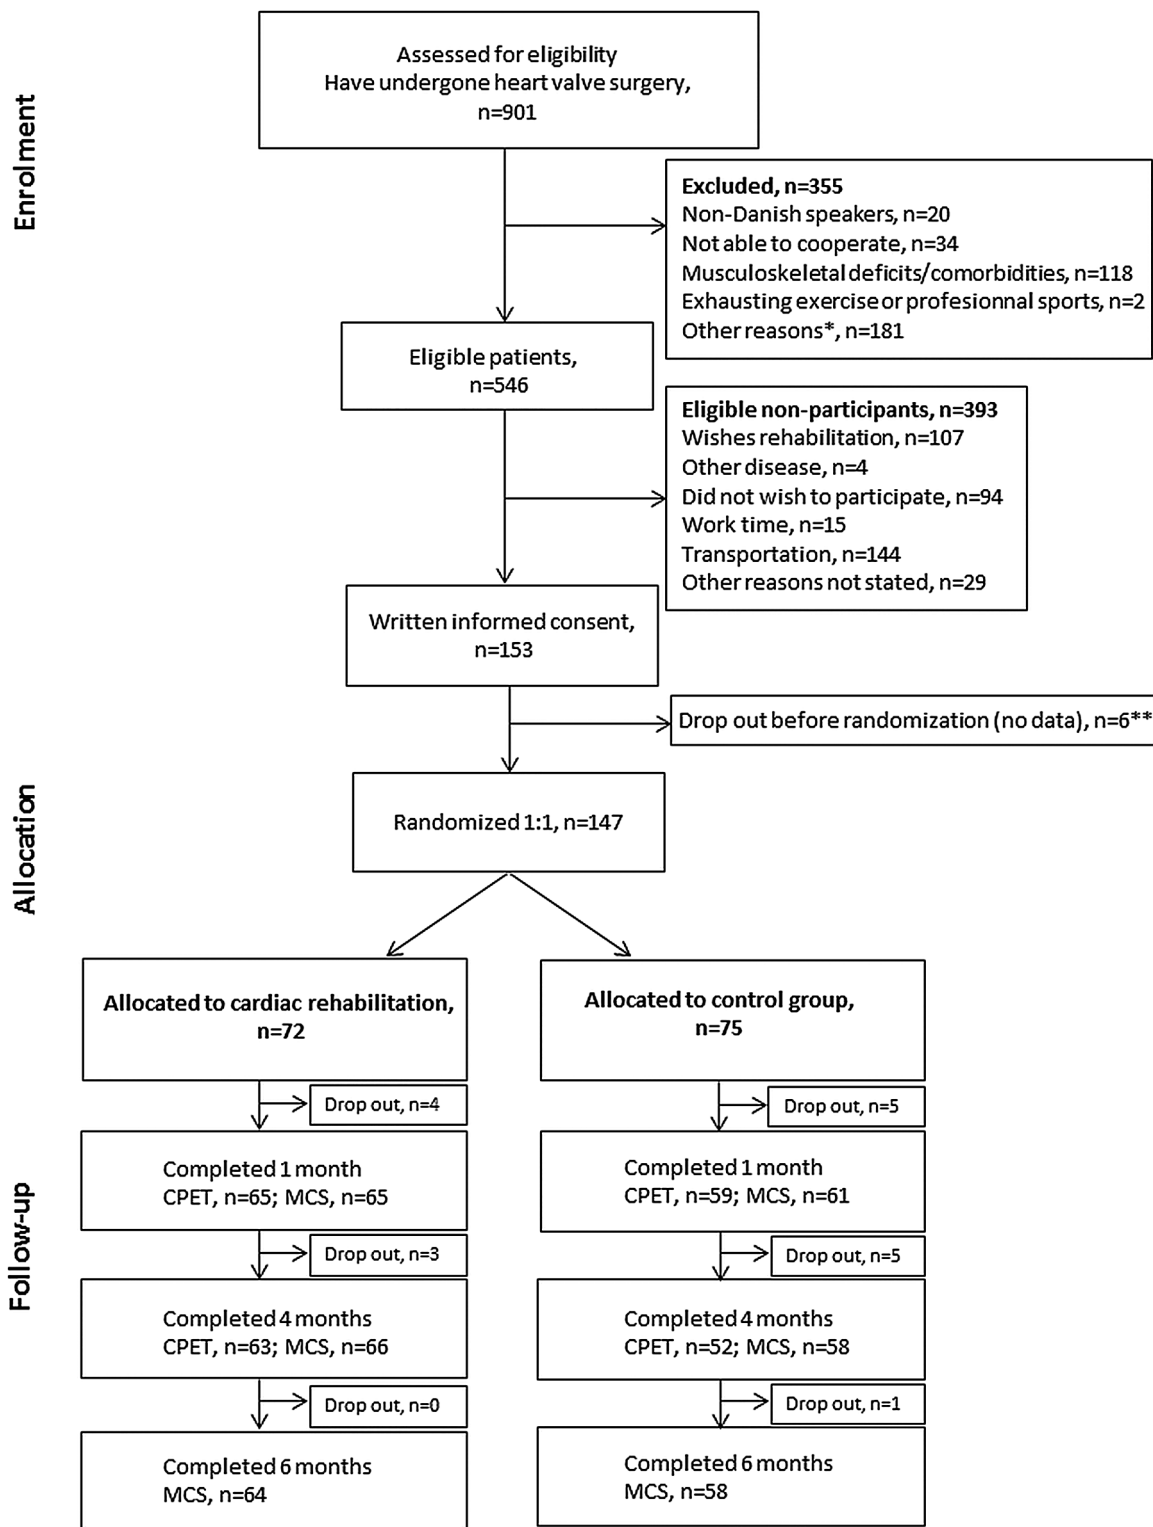 Enrolment
Assessed for eligibility
Have undergone heart valve surgery,
n=901
Excluded, n=355
Non-Danish speakers, n=20
Not able to cooperate, n=34
Musculoskeletal deficits/comorbidities, n=118
Exhausting exercise or profesionnal sports, n=2
Other reasons*, n=181
Eligible patients,
n=546
Eligible non-participants, n=393
Wishes rehabilitation, n=107
Other disease, n=4
Did not wish to participate, n=94
Work time, n=15
Transportation, n=144
Other reasons not stated, n=29
Written informed consent,
n=153
Drop out before randomization (no data), n=6**
Allocation
Randomized 1:1, n=147
Allocated to cardiac rehabilitation,
n=72
Allocated to control group,
n=75
Follow-up
Drop out, n=4
Drop out, n=5
Completed 1 month
CPET, n=65; MCS, n=65
Completed 1 month
CPET, n=59; MCS, n=61
Drop out, n=3
Drop out, n=5
Completed 4 months
CPET, n=63; MCS, n=66
Completed 4 months
CPET, n=52; MCS, n=58
Drop out, n=0
Drop out, n=1
Completed 6 months
MCS, n=64
Completed 6 months
MCS, n=58